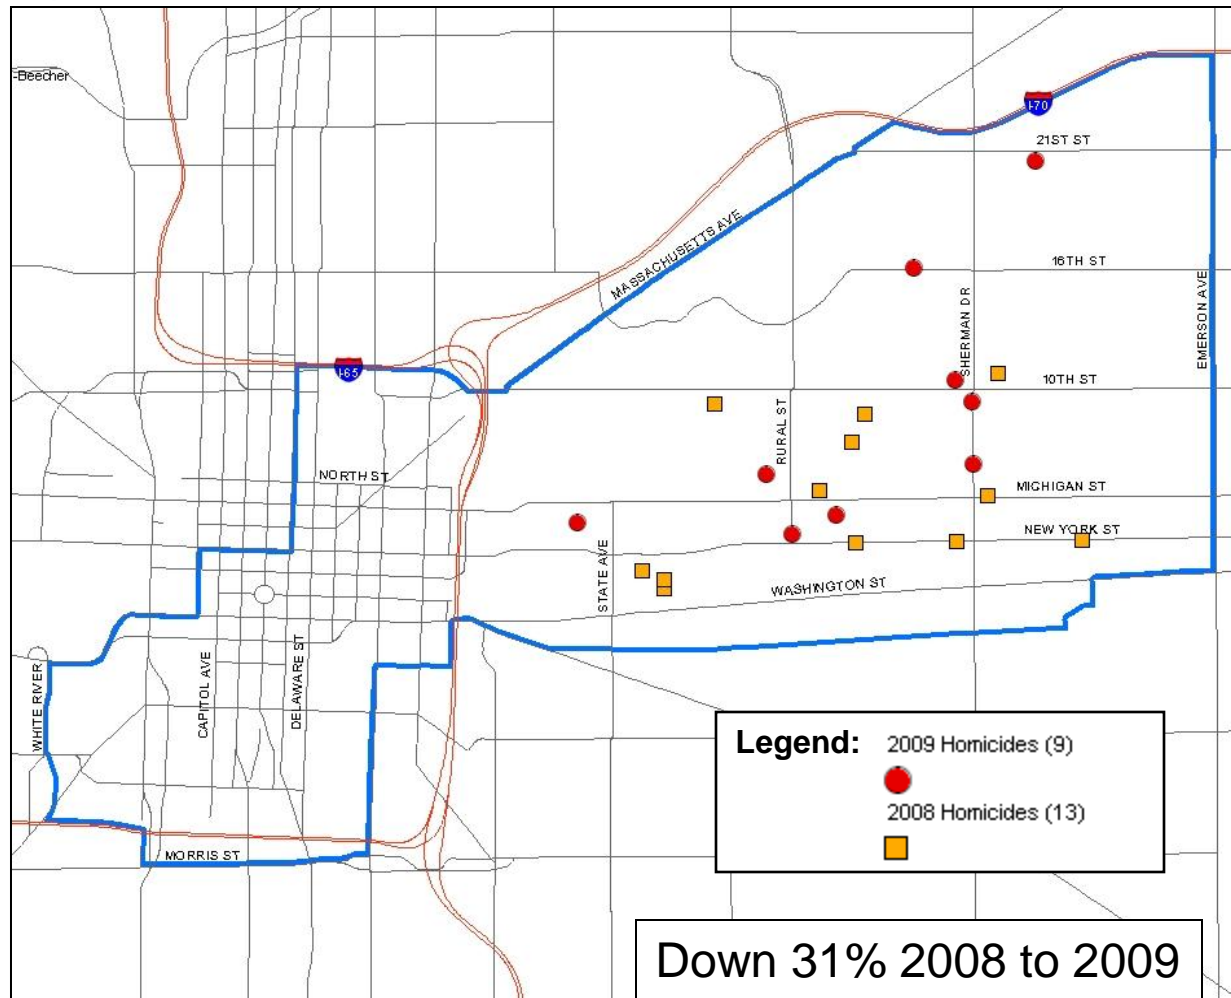 -Beecher
I-70
21ST ST
MASSACHUSETTS AVE
16TH ST
EMERSON AVE
SHERMAN DR
I-65
10TH ST
RURAL ST
NORTH ST
MICHIGAN ST
NEW YORK ST
STATE AVE
WASHINGTON ST
WHITE RIVER
CAPITOL AVE
DELAWARE ST
MORRIS ST
Legend: 2009 Homicides (9)
2008 Homicides (13)
Down 31% 2008 to 2009